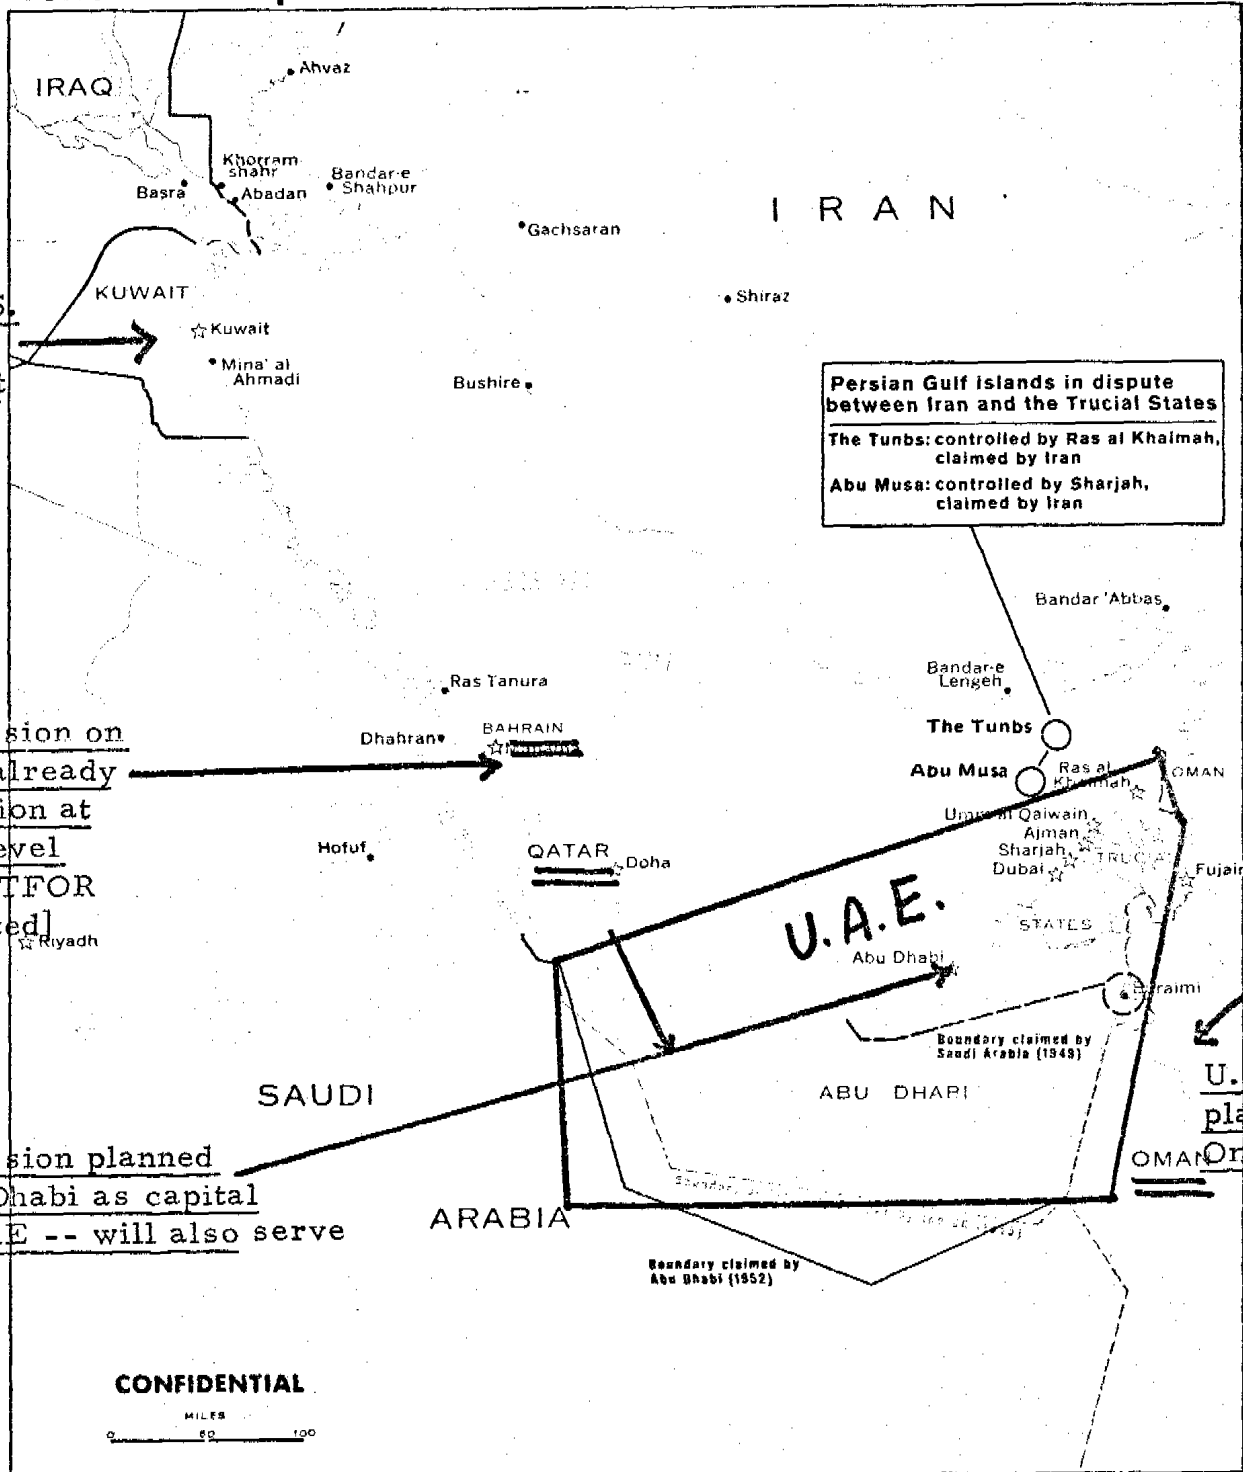 IRAQ
Ahvaz
Khorram-
shahr
Basra
Abadan
Bandar-e
Shahpur
IRAN
Gachsaran
KUWAIT
Shiraz
Kuwait
Mina' al
Ahmadi
Bushire
Persian Gulf islands in dispute
between Iran and the Trucial States
The Tunbs: controlled by Ras al Khaimah,
claimed by Iran
Abu Musa: controlled by Sharjah,
claimed by Iran
Bandar 'Abbas
Bandar-e
Lengeh
Ras Tanura
The Tunbs
Dhahran
BAHRAIN
sion on
already
ion at
evel
TFOR
ed]
Abu Musa
Ras al
Khaimah
OMAN
Umm al Qaiwain
Ajman
Sharjah
Dubai
TRUCIAL
STATES
Fujair
Hofuf
QATAR
Doha
Riyadh
U.A.E.
Abu Dhabi
Buraimi
Boundary claimed by
Saudi Arabia (1949)
SAUDI
ABU DHABI
U.
pla
On
OMAN
sion planned
Dhabi as capital
E -- will also serve
ARABIA
Boundary claimed by
Abu Dhabi (1952)
CONFIDENTIAL
MILES
0 50 100